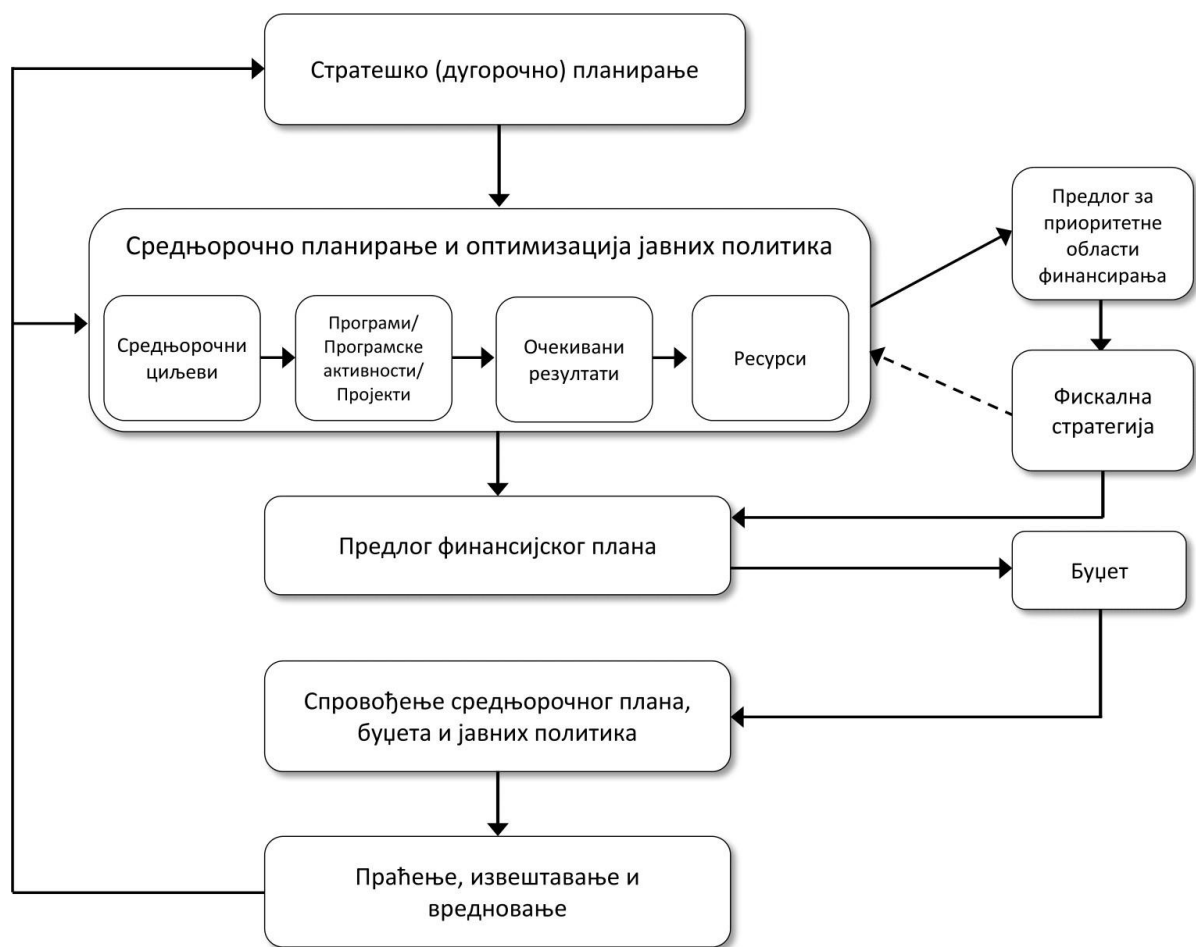 Стратешко (дугорочно) планирање
Средњорочно планирање и оптимизација јавних политика
Средњорочни
циљеви
Програми/
Програмске
активности/
Пројекти
Очекивани
резултати
Ресурси
Предлог за
приоритетне
области
финансирања
Фискална
стратегија
Предлог финансијског плана
Буџет
Спровођење средњорочног плана,
буџета и јавних политика
Праћење, извештавање и
вредновање